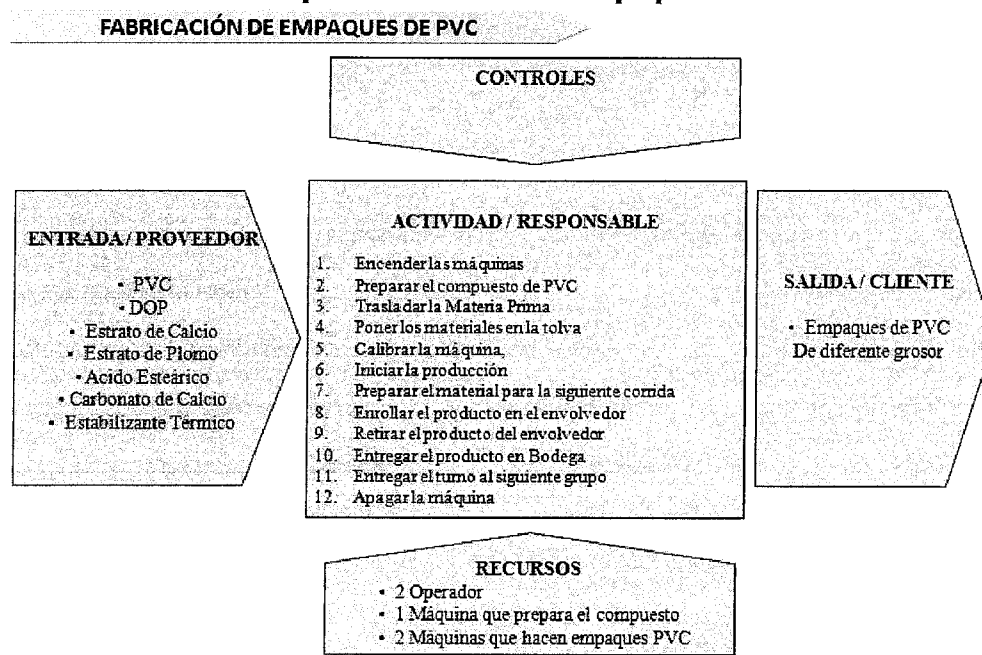 FABRICACIÓN DE EMPAQUES DE PVC
CONTROLES
ENTRADA / PROVEEDOR
• PVC
• DOP
• Estrato de Calcio
• Estrato de Plomo
• Acido Esteárico
• Carbonato de Calcio
• Estabilizante Térmico
ACTIVIDAD / RESPONSABLE
1. Encender las máquinas
2. Preparar el compuesto de PVC
3. Trasladar la Materia Prima
4. Poner los materiales en la tolva
5. Calibrar la máquina,
6. Iniciar la producción
7. Preparar el material para la siguiente corrida
8. Enrollar el producto en el envolvedor
9. Retirar el producto del envolvedor
10. Entregar el producto en Bodega
11. Entregar el turno al siguiente grupo
12. Apagar la máquina
SALIDA / CLIENTE
• Empaques de PVC
De diferente grosor
RECURSOS
• 2 Operador
• 1 Máquina que prepara el compuesto
• 2 Máquinas que hacen empaques PVC